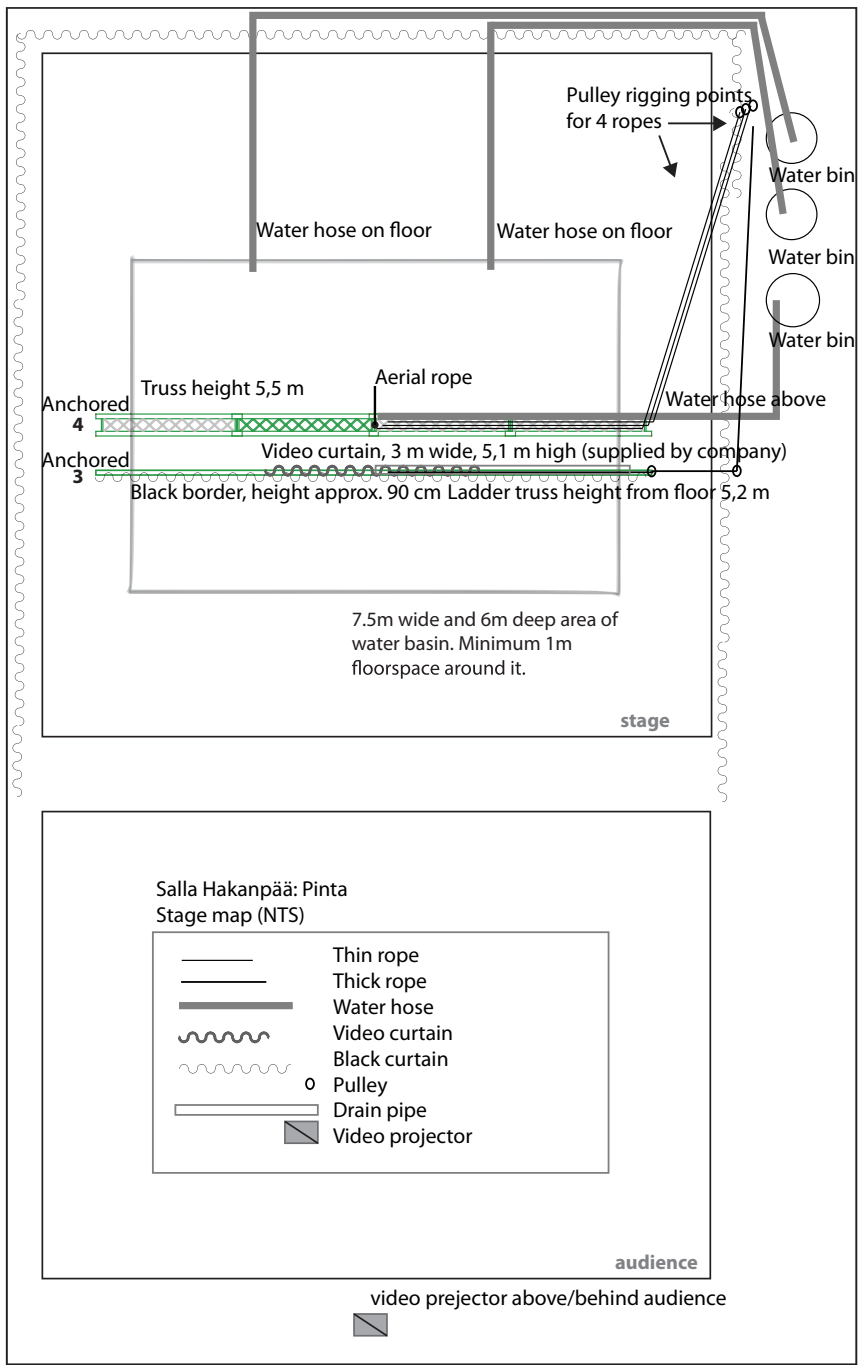 Pulley rigging points
for 4 ropes
Water bin
Water hose on floor
Water hose on floor
Water bin
Water bin
Truss height 5,5 m
Aerial rope
Anchored
4
Water hose above
Video curtain, 3 m wide, 5,1 m high (supplied by company)
Anchored
3
Black border, height approx. 90 cm Ladder truss height from floor 5,2 m
7.5m wide and 6m deep area of
water basin. Minimum 1m
floorspace around it.
stage
Salla Hakanpää: Pinta
Stage map (NTS)
Thin rope
Thick rope
Water hose
Video curtain
Black curtain
Pulley
Drain pipe
Video projector
audience
video prejector above/behind audience